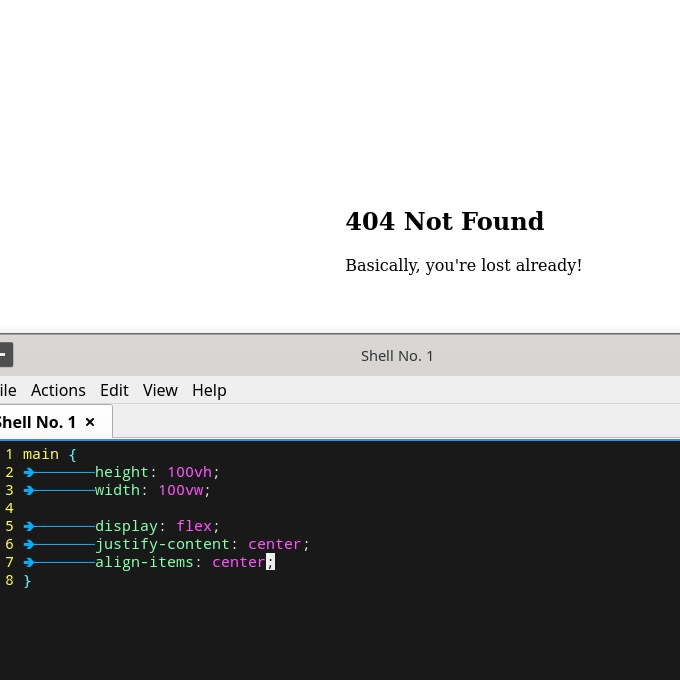 404 Not Found
Basically, you're lost already!
Shell No. 1
ile Actions Edit View Help
Shell No. 1 ×
1 main {
2 height: 100vh;
3 width: 100vw;
4
5 display: flex;
6 justify-content: center;
7 align-items: center;
8 }